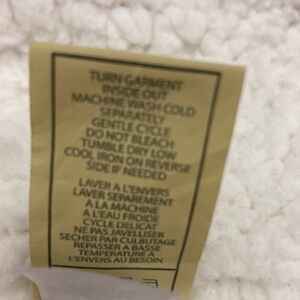 TURN GARMENT
INSIDE OUT
MACHINE WASH COLD
SEPARATELY
GENTLE CYCLE
DO NOT BLEACH
TUMBLE DRY LOW
COOL IRON ON REVERSE
SIDE IF NEEDED
LAVER A L'ENVERS
LAVER SEPAREMENT
A LA MACHINE
A L'EAU FROIDE
CYCLE DELICAT
NE PAS JAVELLISER
SECHER PAR CULBUTAGE
REPASSER A BASSE
TEMPERATURE A
L'ENVERS AU BESOIN